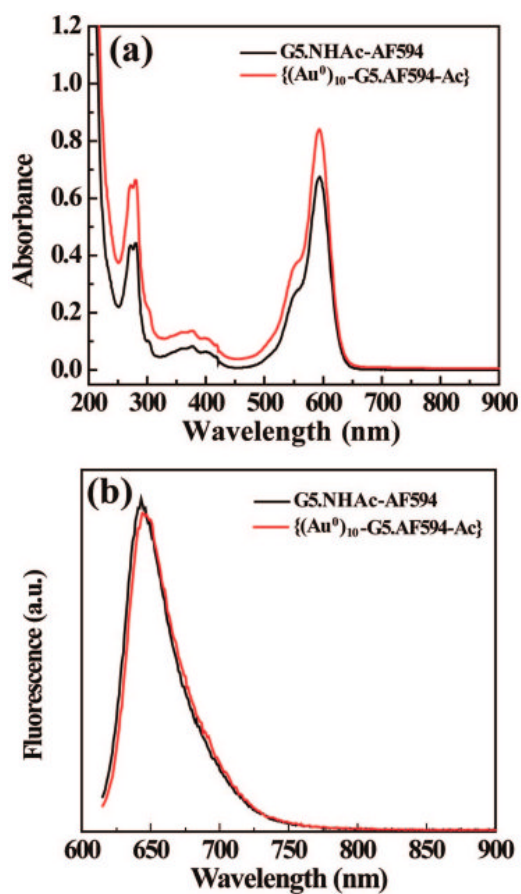 (a)
G5.NHAc-AF594
{(Au⁰)₁₀-G5.AF594-Ac}
Absorbance
1.2
1.0
0.8
0.6
0.4
0.2
0.0
200 300 400 500 600 700 800 900
Wavelength (nm)
(b)
G5.NHAc-AF594
{(Au⁰)₁₀-G5.AF594-Ac}
Fluorescence (a.u.)
600 650 700 750 800 850 900
Wavelength (nm)